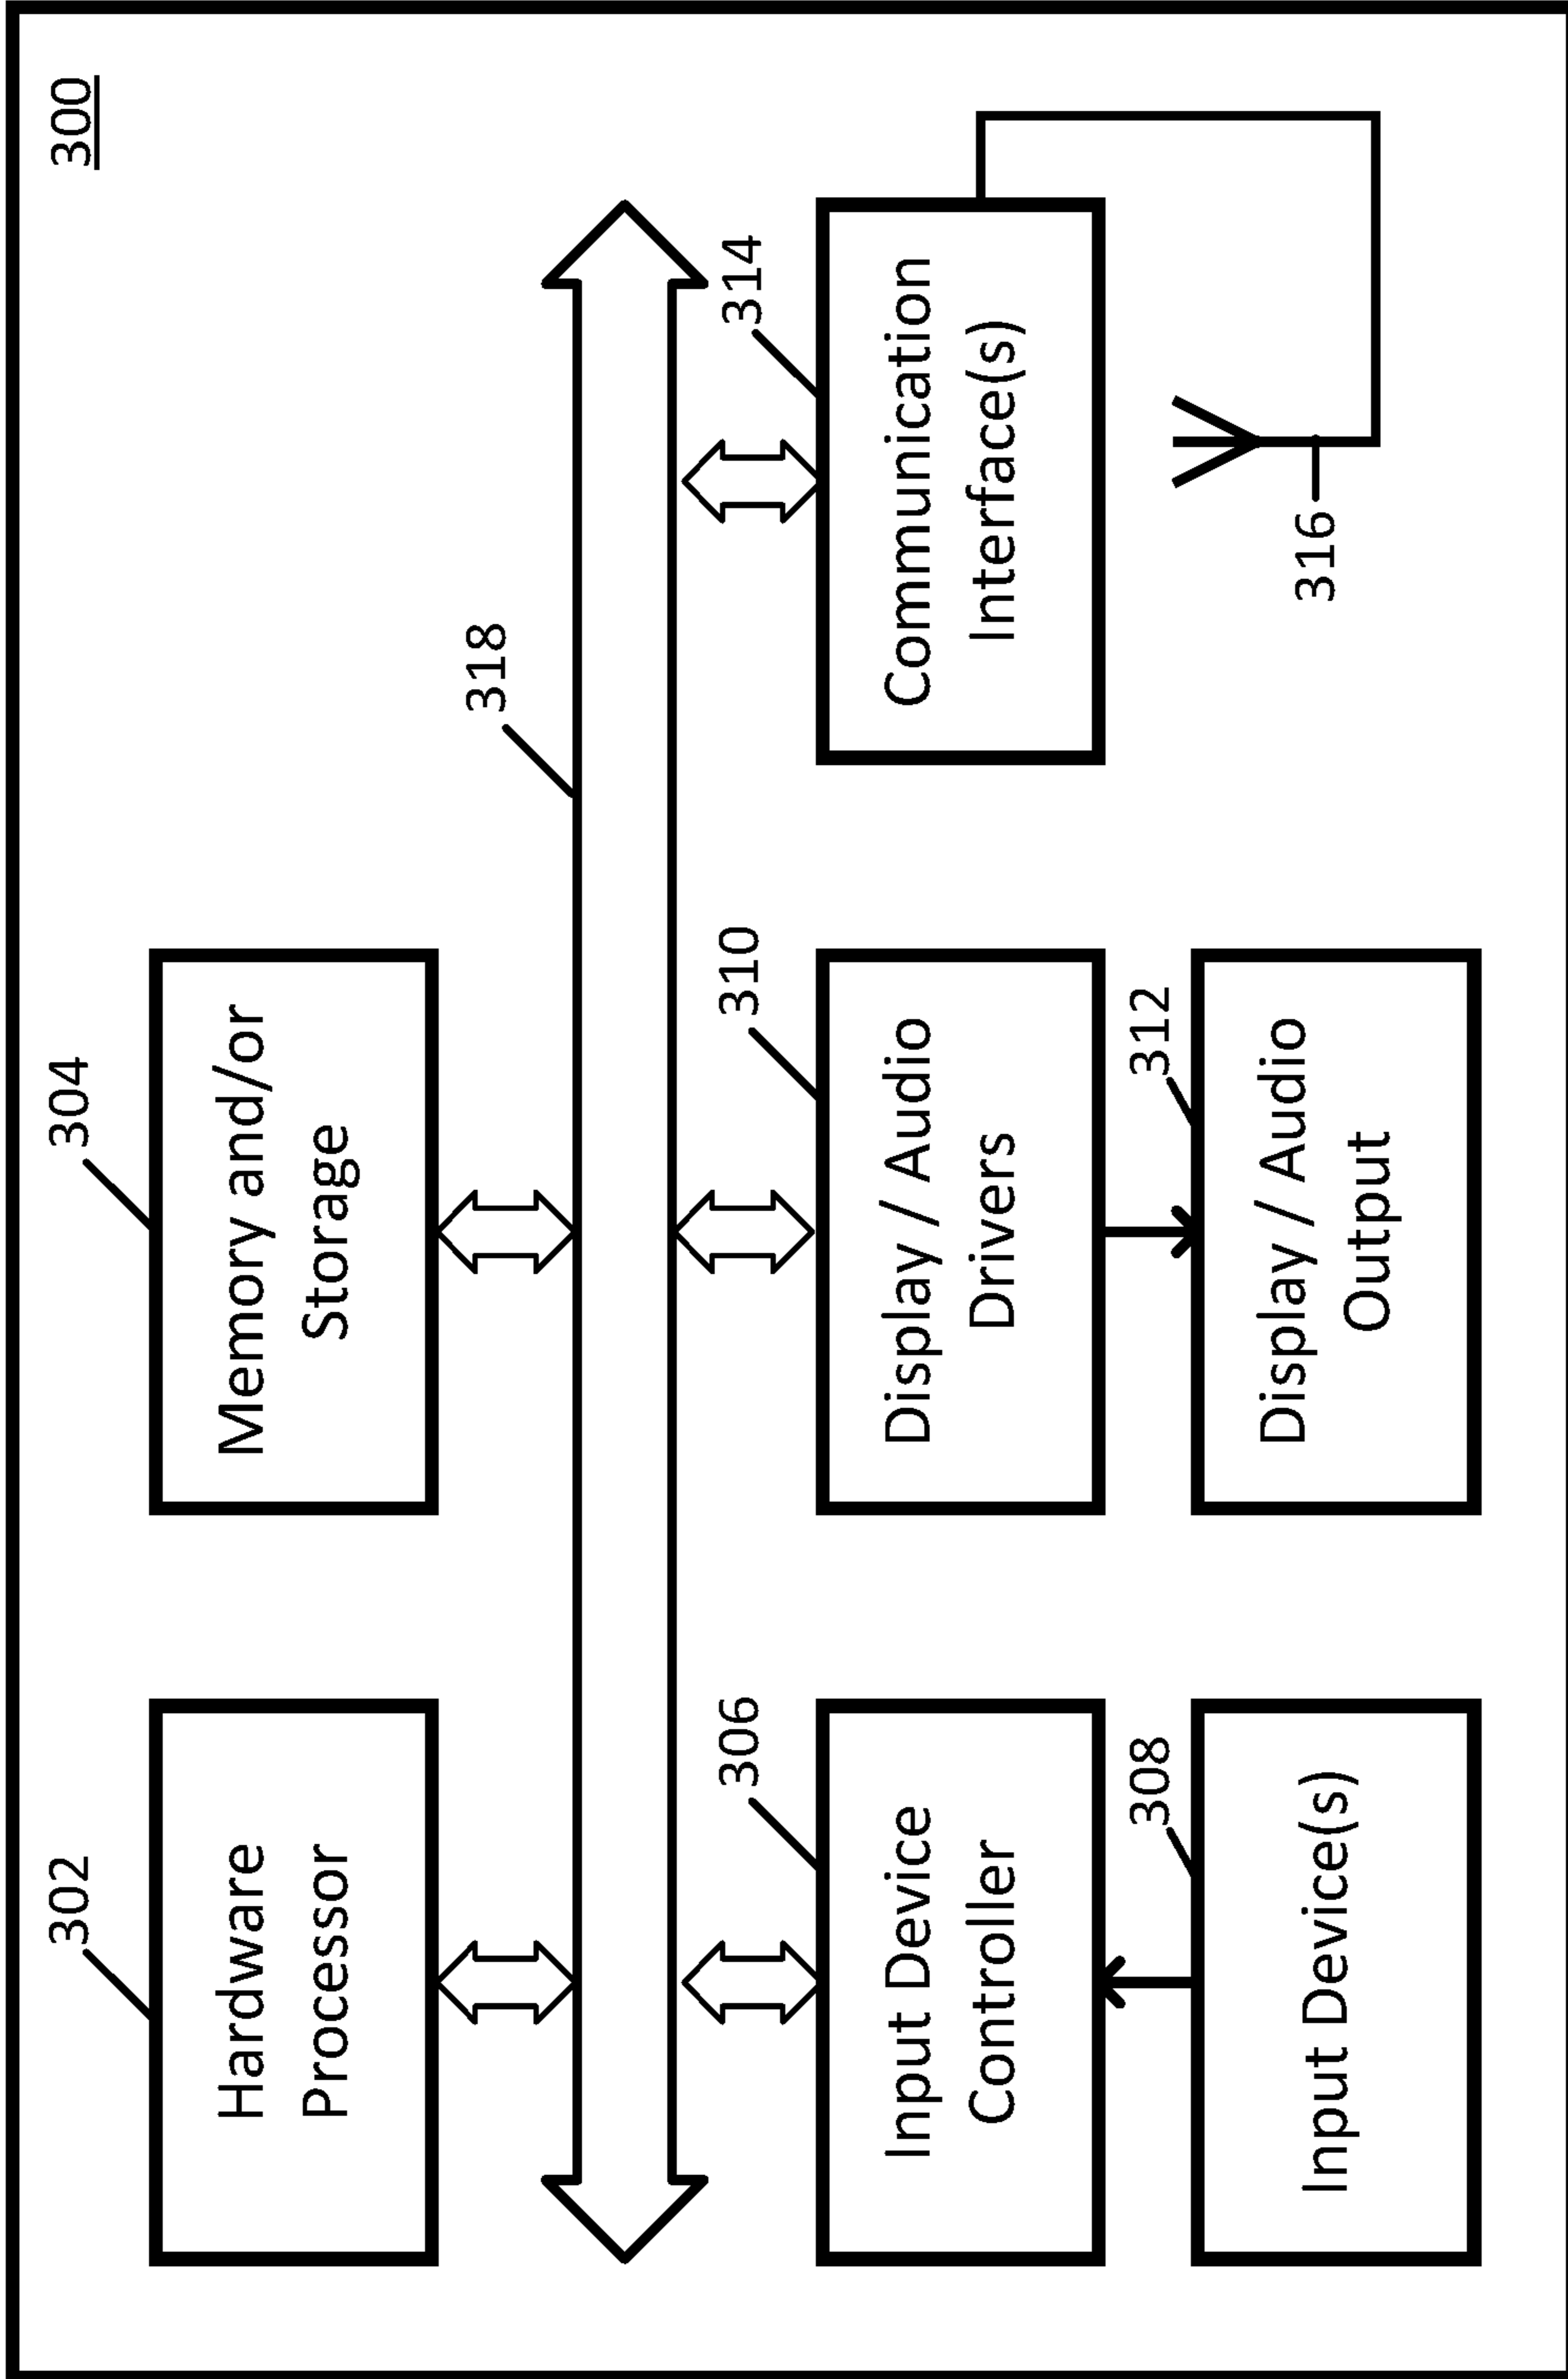 300
302
Hardware
Processor
304
Memory and/or
Storage
318
306
Input Device
Controller
310
Display / Audio
Drivers
314
Communication
Interface(s)
308
Input Device(s)
312
Display / Audio
Output
316